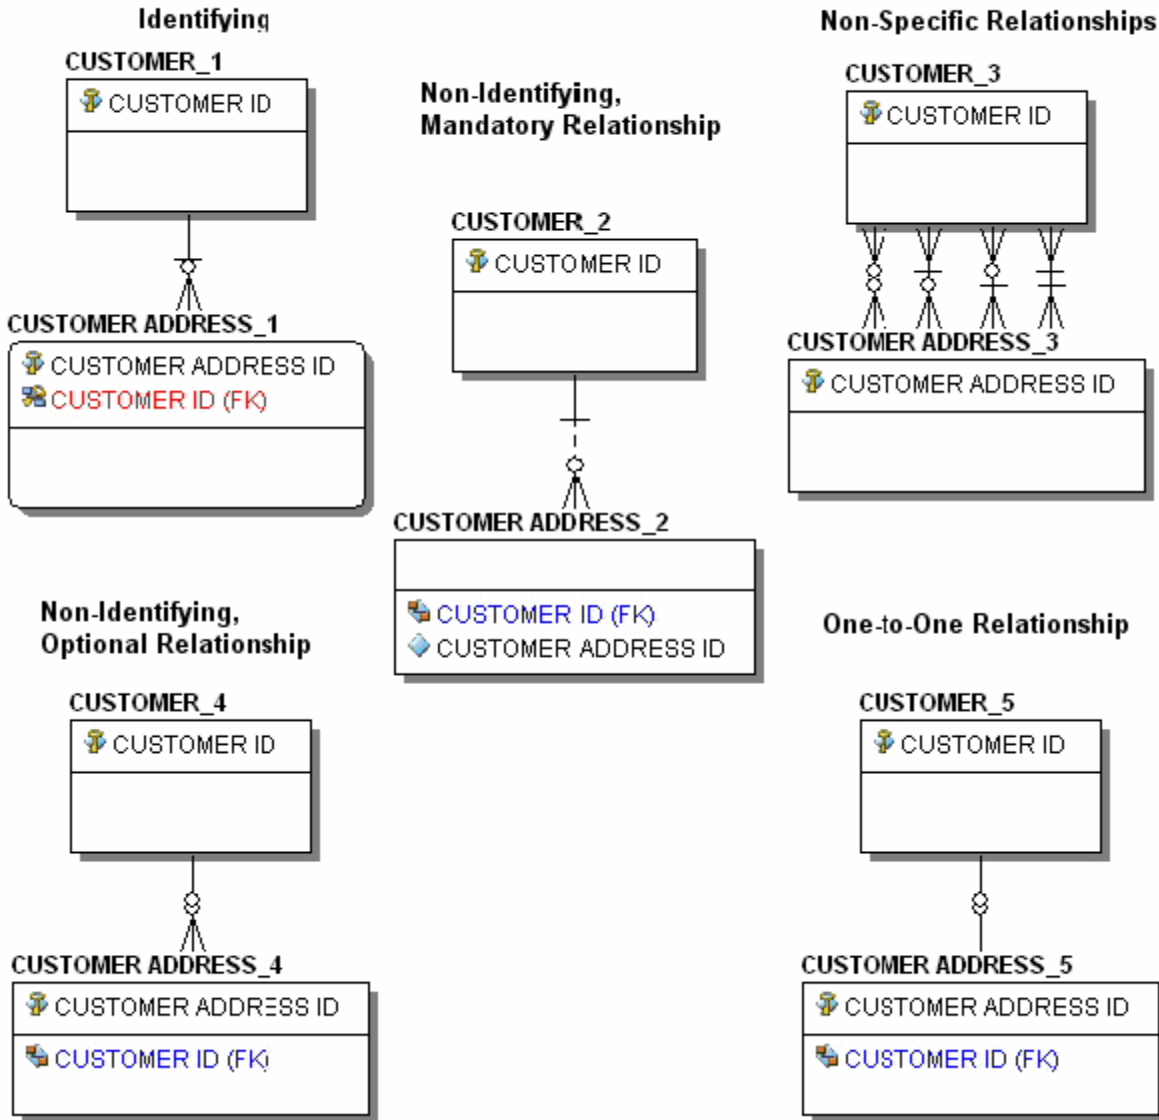 Identifying
CUSTOMER_1
CUSTOMER ID
CUSTOMER ADDRESS_1
CUSTOMER ADDRESS ID
CUSTOMER ID (FK)
Non-Identifying,
Mandatory Relationship
CUSTOMER_2
CUSTOMER ID
CUSTOMER ADDRESS_2
CUSTOMER ID (FK)
CUSTOMER ADDRESS ID
Non-Specific Relationships
CUSTOMER_3
CUSTOMER ID
CUSTOMER ADDRESS_3
CUSTOMER ADDRESS ID
Non-Identifying,
Optional Relationship
CUSTOMER_4
CUSTOMER ID
CUSTOMER ADDRESS_4
CUSTOMER ADDRESS ID
CUSTOMER ID (FK)
One-to-One Relationship
CUSTOMER_5
CUSTOMER ID
CUSTOMER ADDRESS_5
CUSTOMER ADDRESS ID
CUSTOMER ID (FK)